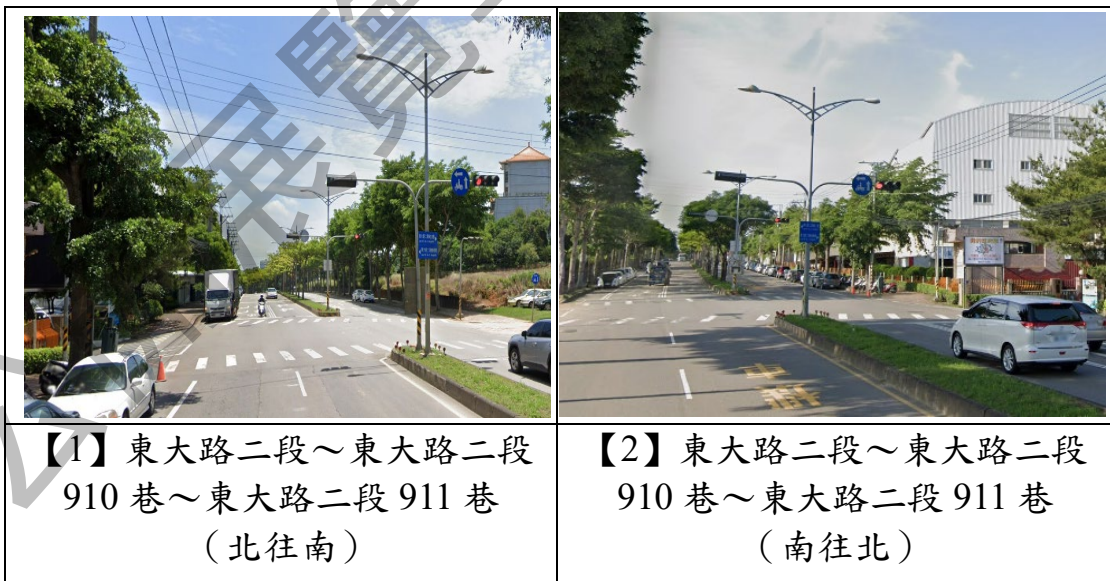 【1】東大路二段～東大路二段
910 巷～東大路二段 911 巷
（北往南）
【2】東大路二段～東大路二段
910 巷～東大路二段 911 巷
（南往北）